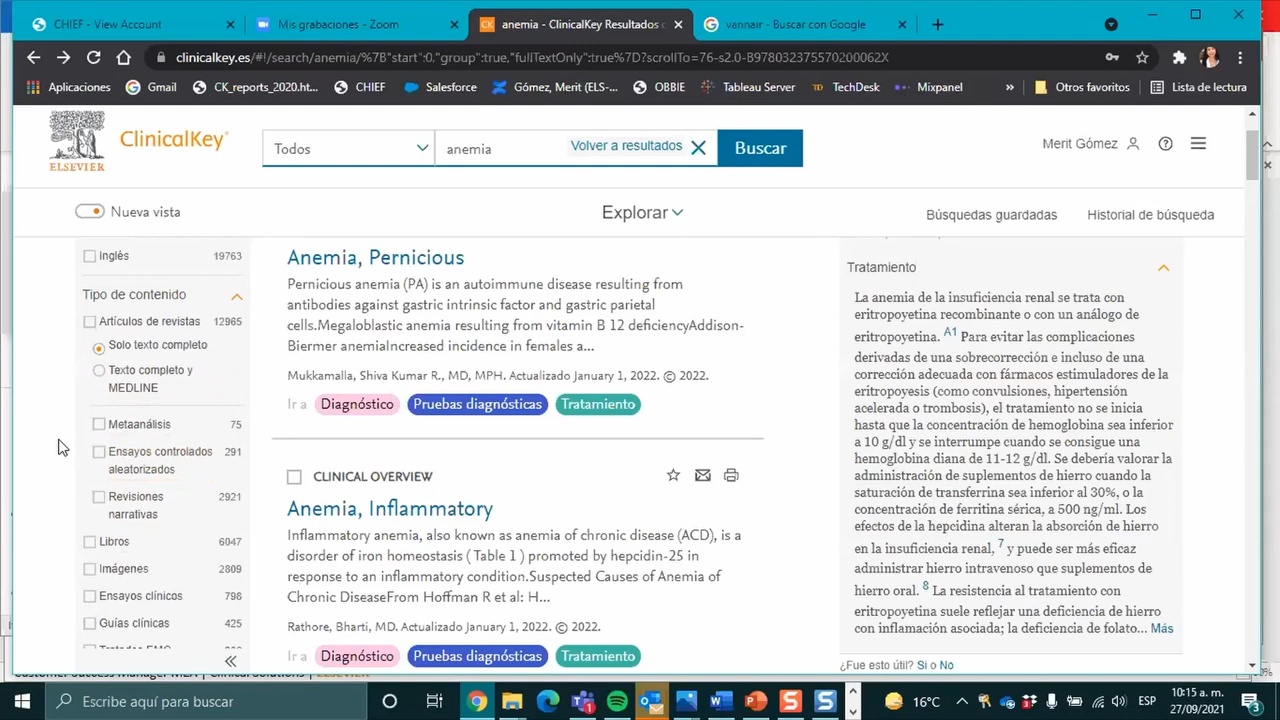 CHIEF - View Account
Mis grabaciones - Zoom
anemia - ClinicalKey Resultados
vannair - Buscar con Google
clinicalkey.es/#!/search/anemia/%7B"start":0,"group":true,"fullTextOnly":true%7D?scrollTo=76-s2.0-B978032375570200062X
Aplicaciones
Gmail
CK_reports_2020.ht...
CHIEF
Salesforce
Gómez, Merit (ELS-...
OBBIE
Tableau Server
TD TechDesk
Mixpanel
»
Otros favoritos
Lista de lectura
ELSEVIER
ClinicalKey®
Todos
anemia
Volver a resultados
Buscar
Merit Gómez
Nueva vista
Explorar
Búsquedas guardadas
Historial de búsqueda
Inglés 19763
Tipo de contenido
Artículos de revistas 12965
Solo texto completo
Texto completo y
MEDLINE
Metaanálisis 75
Ensayos controlados 291
aleatorizados
Revisiones 2921
narrativas
Libros 6047
Imágenes 2809
Ensayos clínicos 798
Guías clínicas 425
Anemia, Pernicious
Pernicious anemia (PA) is an autoimmune disease resulting from
antibodies against gastric intrinsic factor and gastric parietal
cells.Megaloblastic anemia resulting from vitamin B 12 deficiencyAddison-
Biermer anemiaIncreased incidence in females a...
Mukkamalla, Shiva Kumar R., MD, MPH. Actualizado January 1, 2022. © 2022.
Ir a Diagnóstico Pruebas diagnósticas Tratamiento
CLINICAL OVERVIEW
Anemia, Inflammatory
Inflammatory anemia, also known as anemia of chronic disease (ACD), is a
disorder of iron homeostasis ( Table 1 ) promoted by hepcidin-25 in
response to an inflammatory condition.Suspected Causes of Anemia of
Chronic DiseaseFrom Hoffman R et al: H...
Rathore, Bharti, MD. Actualizado January 1, 2022. © 2022.
Ir a Diagnóstico Pruebas diagnósticas Tratamiento
Tratamiento
La anemia de la insuficiencia renal se trata con
eritropoyetina recombinante o con un análogo de
eritropoyetina. A1 Para evitar las complicaciones
derivadas de una sobrecorrección e incluso de una
corrección adecuada con fármacos estimuladores de la
eritropoyesis (como convulsiones, hipertensión
acelerada o trombosis), el tratamiento no se inicia
hasta que la concentración de hemoglobina sea inferior
a 10 g/dl y se interrumpe cuando se consigue una
hemoglobina diana de 11-12 g/dl. Se debería valorar la
administración de suplementos de hierro cuando la
saturación de transferrina sea inferior al 30%, o la
concentración de ferritina sérica, a 500 ng/ml. Los
efectos de la hepcidina alteran la absorción de hierro
en la insuficiencia renal, 7 y puede ser más eficaz
administrar hierro intravenoso que suplementos de
hierro oral. 8 La resistencia al tratamiento con
eritropoyetina suele reflejar una deficiencia de hierro
con inflamación asociada; la deficiencia de folato... Más
¿Fue esto útil? Si o No
Escribe aquí para buscar
16°C
ESP
10:15 a. m.
27/09/2021
3